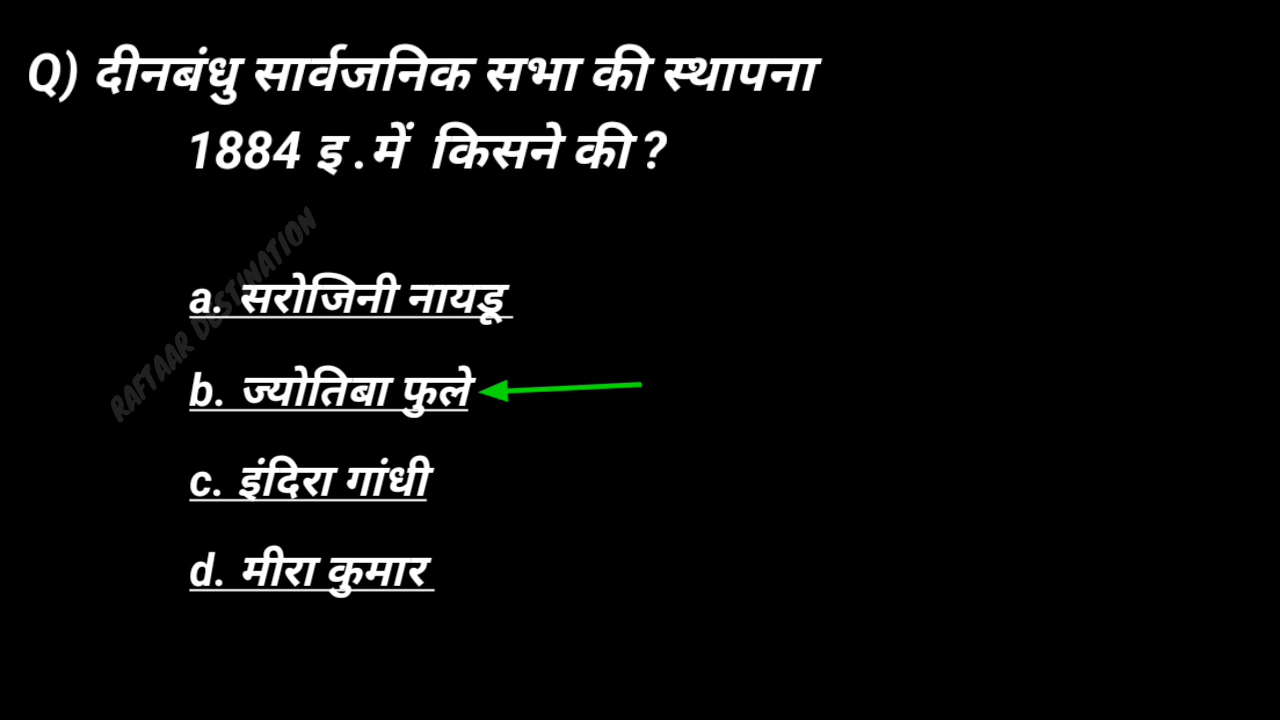 Q) दीनबंधु सार्वजनिक सभा की स्थापना
1884 इ.में किसने की?
RAFTAAR DESTINATION
a. सरोजिनी नायडू
b. ज्योतिबा फुले
c. इंदिरा गांधी
d. मीरा कुमार